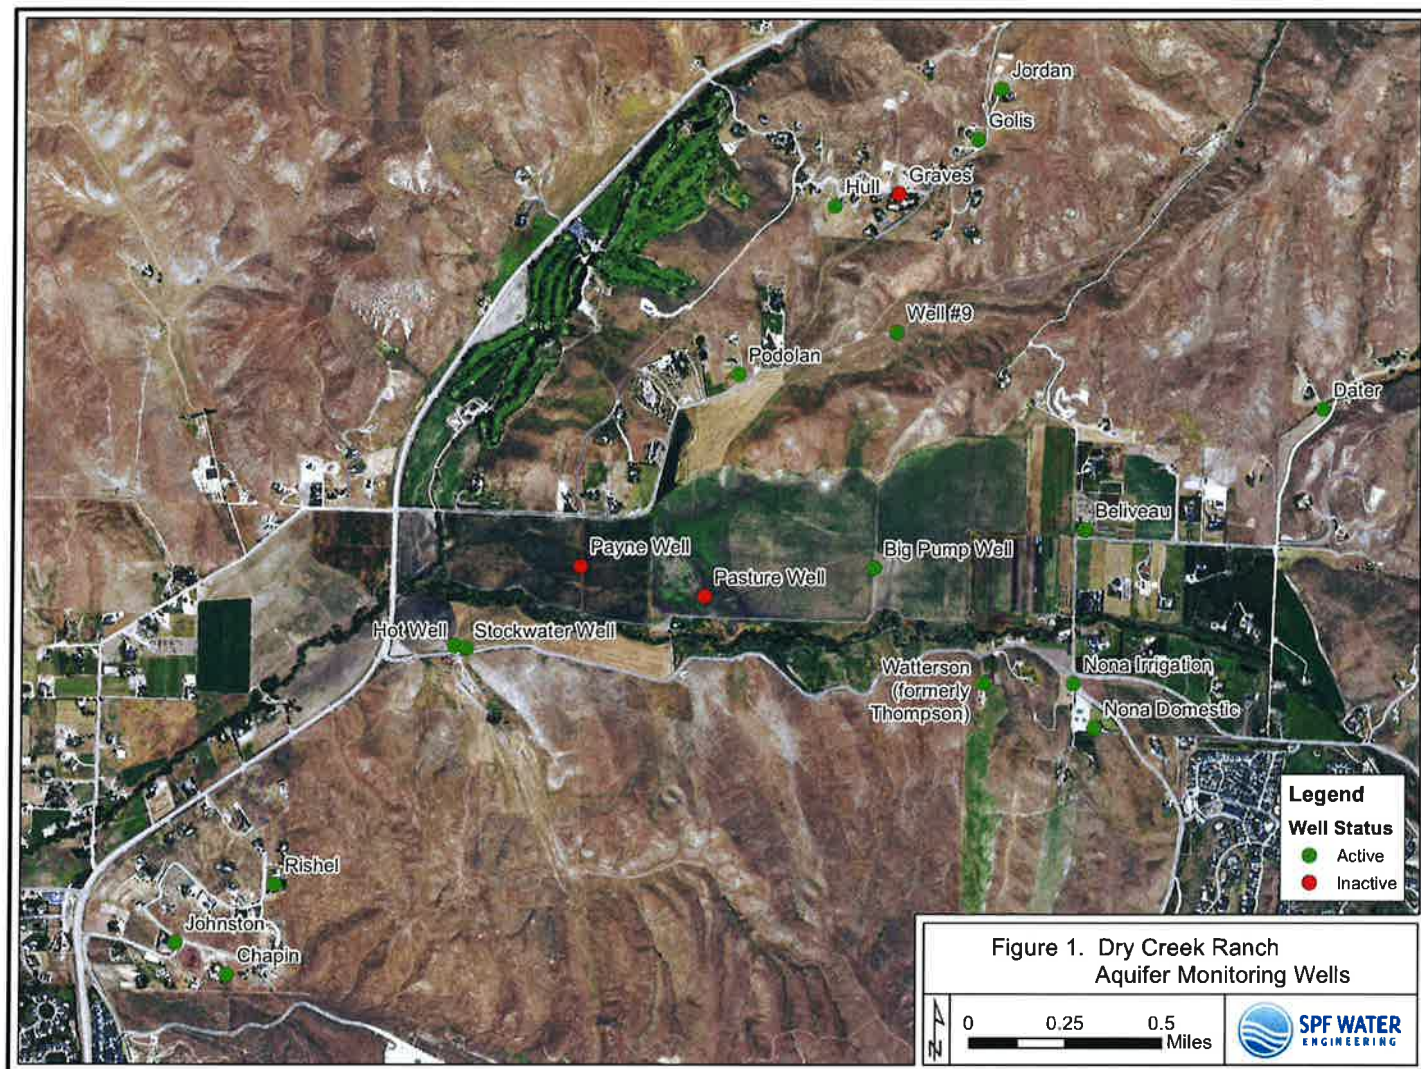 Jordan
Golis
Graves
Hull
Well #9
Podolan
Dater
Beliveau
Payne Well
Big Pump Well
Pasture Well
Hot Well
Stockwater Well
Watterson
(formerly
Thompson)
Nona Irrigation
Nona Domestic
Rishel
Johnston
Chapin
Legend
Well Status
Active
Inactive
Figure 1. Dry Creek Ranch
Aquifer Monitoring Wells
N
0 0.25 0.5
Miles
SPF WATER
ENGINEERING